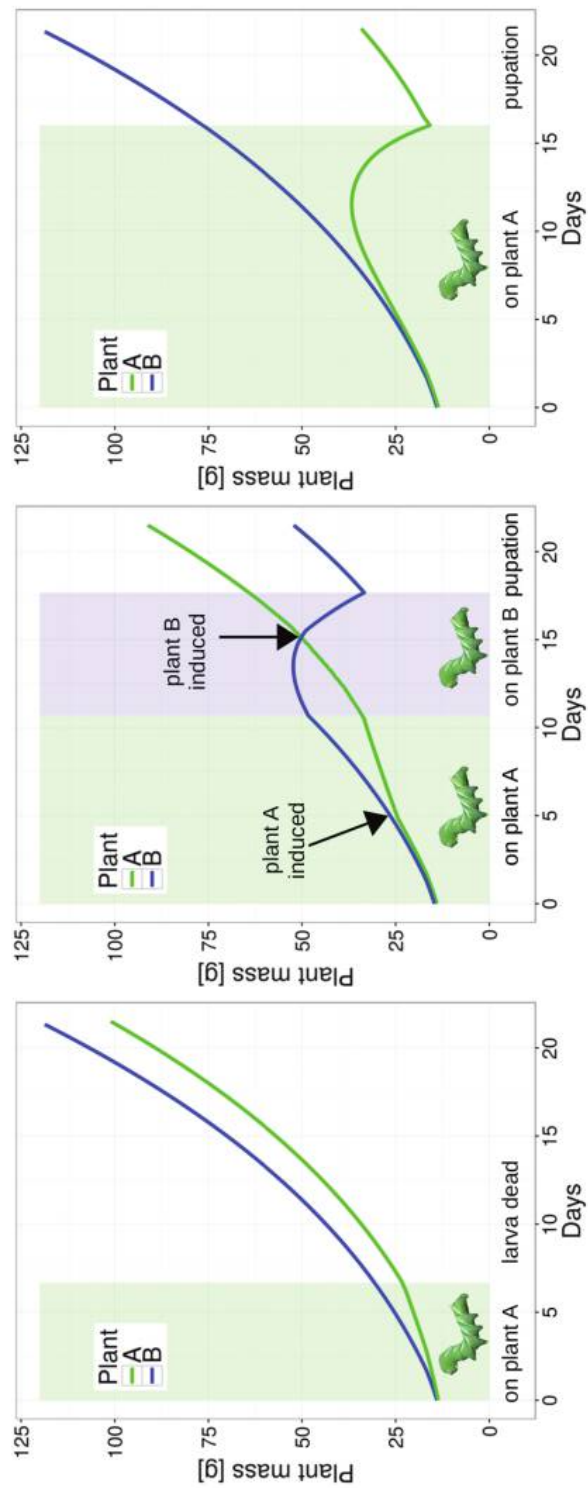 125
100
75
50
25
0
Plant mass [g]
Plant
A
B
on plant A
larva dead
0
5
10
15
20
Days
125
100
75
50
25
0
Plant mass [g]
Plant
A
B
plant A
induced
plant B
induced
on plant A
on plant B
pupation
0
5
10
15
20
Days
125
100
75
50
25
0
Plant mass [g]
Plant
A
B
on plant A
pupation
0
5
10
15
20
Days